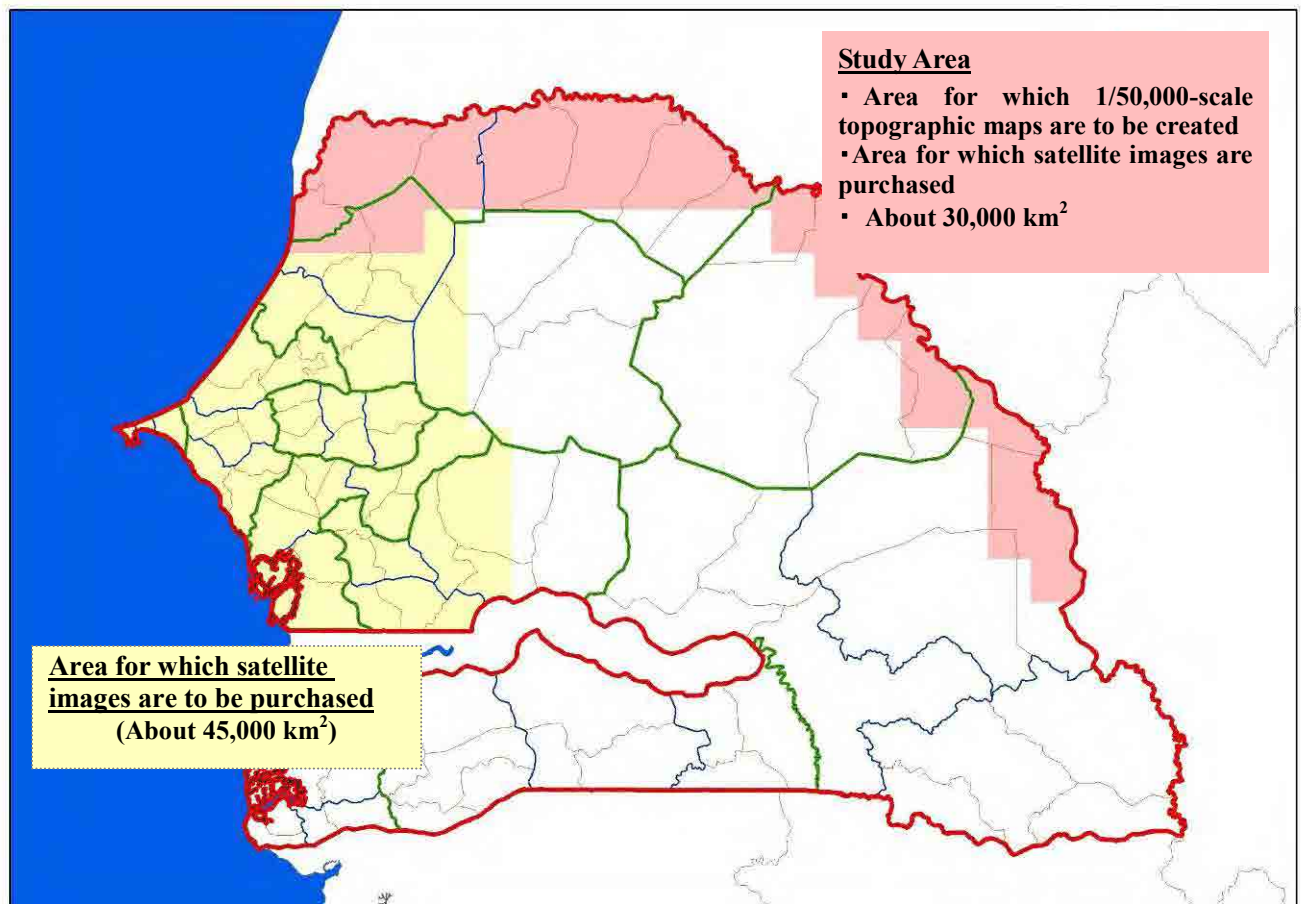 Study Area
・ Area for which 1/50,000-scale
topographic maps are to be created
・Area for which satellite images are
purchased
・ About 30,000 km²
Area for which satellite
images are to be purchased
(About 45,000 km²)